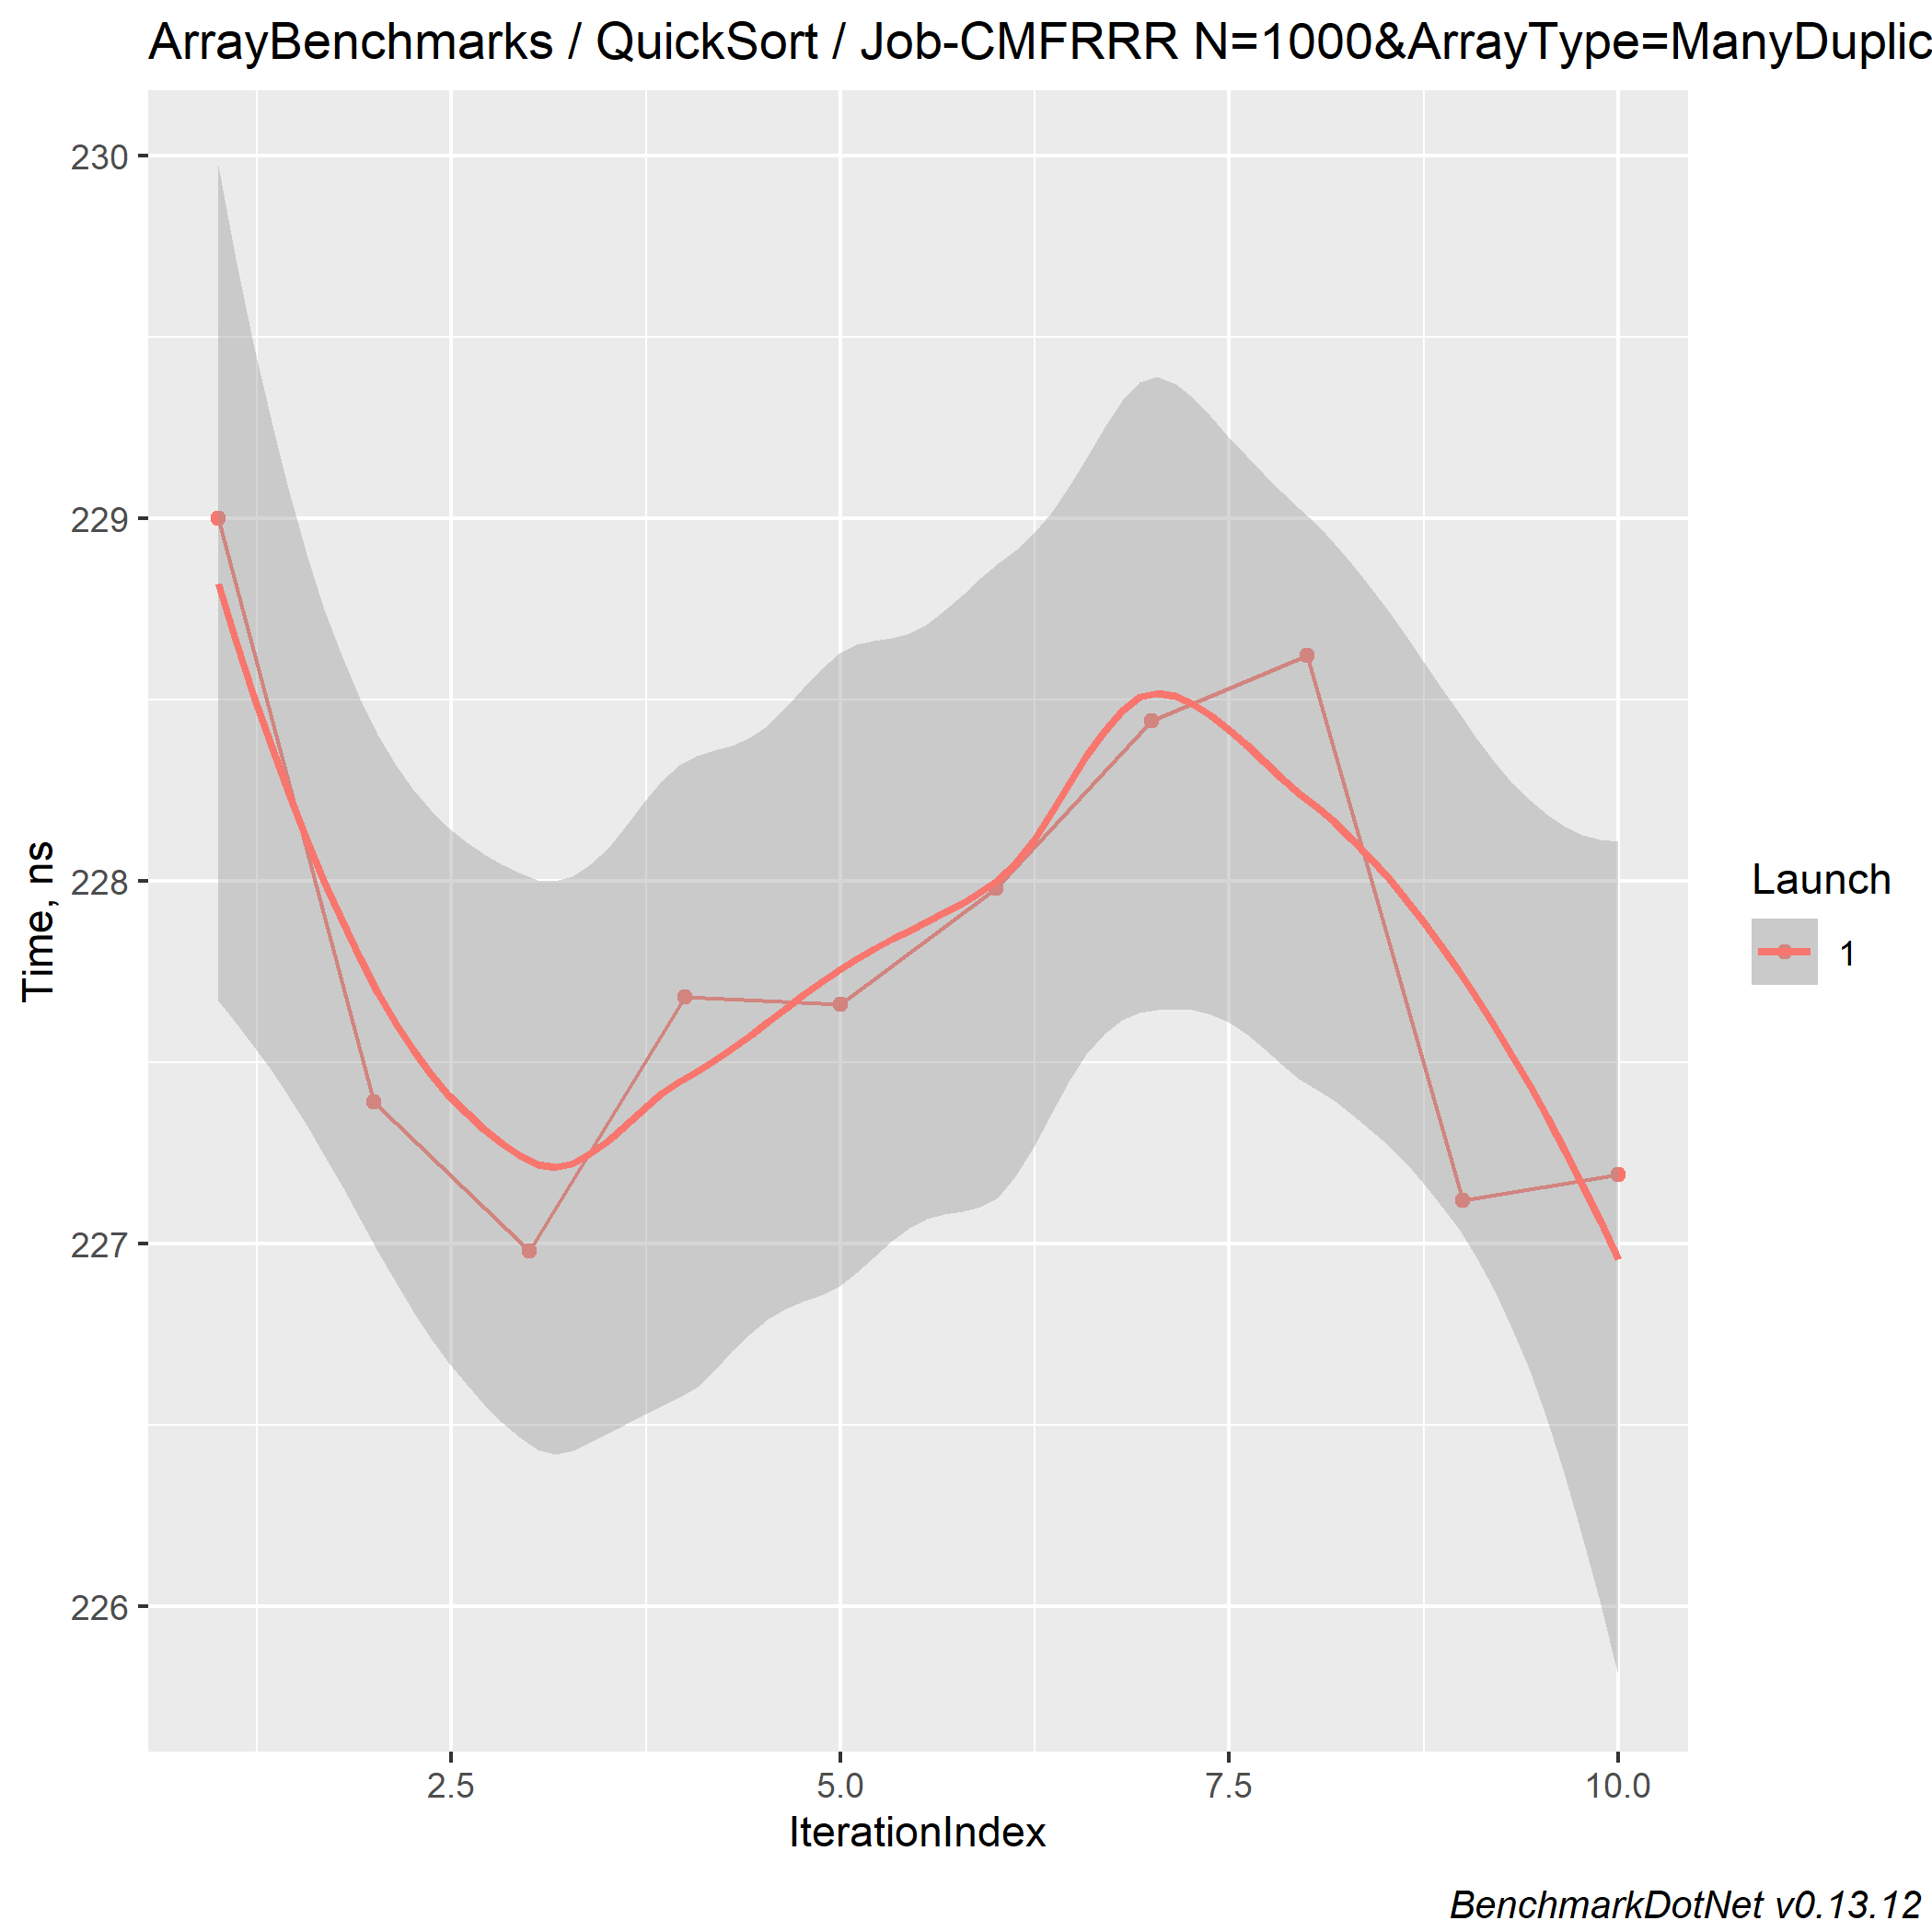 ArrayBenchmarks / QuickSort / Job-CMFRRR N=1000&ArrayType=ManyDuplic
230
229
228
227
226
Time, ns
2.5 5.0 7.5 10.0
IterationIndex
Launch
1
BenchmarkDotNet v0.13.12